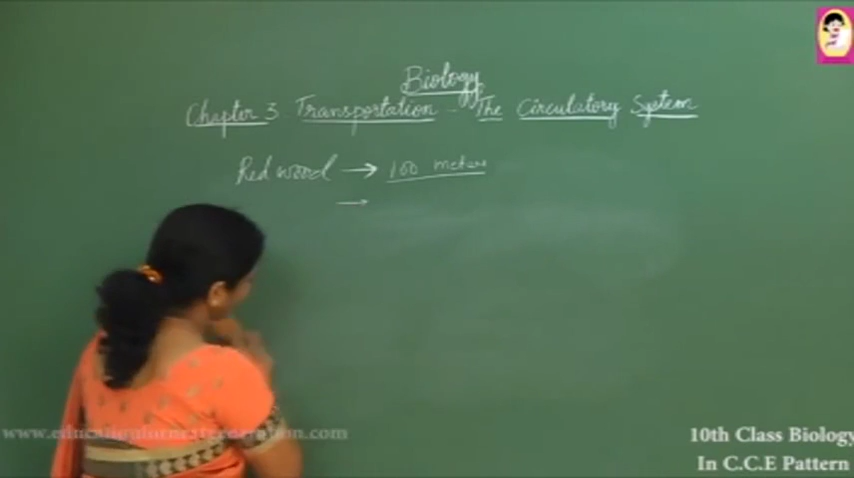 Biology
Chapter 3 Transportation - The Circulatory System
Red wood → 100 meters
→
10th Class Biology
In C.C.E Pattern